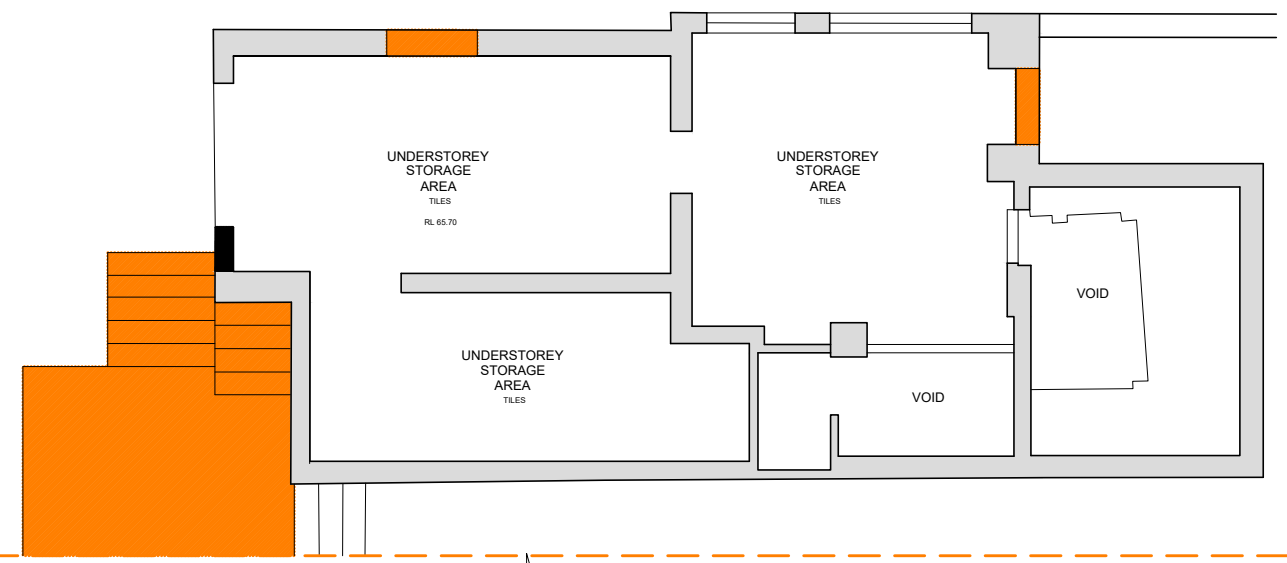 UNDERSTOREY
STORAGE
AREA
TILES
RL 65.70
UNDERSTOREY
STORAGE
AREA
TILES
VOID
UNDERSTOREY
STORAGE
AREA
TILES
VOID